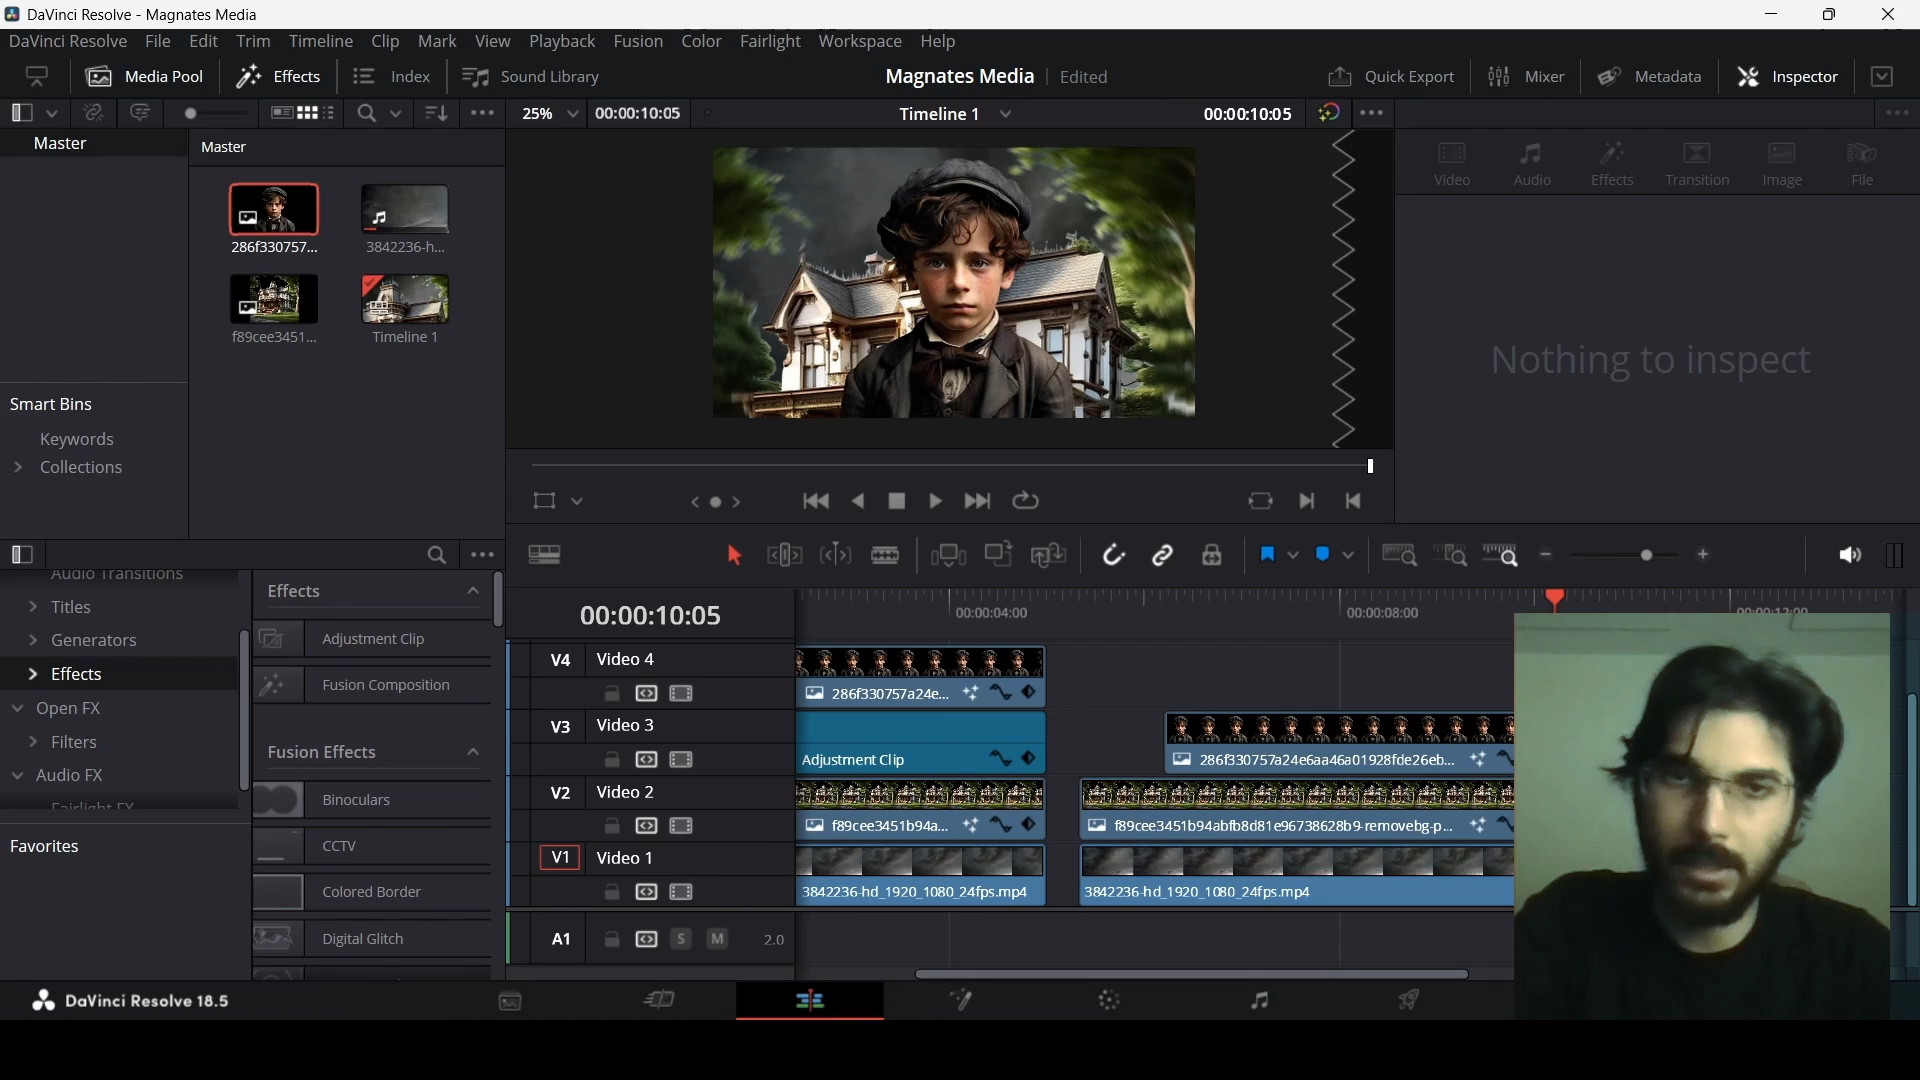 DaVinci Resolve - Magnates Media
DaVinci Resolve File Edit Trim Timeline Clip Mark View Playback Fusion Color Fairlight Workspace Help
Media Pool Effects Index Sound Library Magnates Media Edited Quick Export Mixer Metadata Inspector
25% 00:00:10:05 Timeline 1 00:00:10:05
Master
Master
Video Audio Effects Transition Image File
286f330757... 3842236-h...
f89cee3451... Timeline 1
Nothing to inspect
Smart Bins
Keywords
Collections
Audio Transitions
Titles
Generators
Effects
Open FX
Filters
Audio FX
Fairlight FX
Favorites
Effects
Adjustment Clip
Fusion Composition
Fusion Effects
Binoculars
CCTV
Colored Border
Digital Glitch
00:00:10:05
00:00:04:00 00:00:08:00 00:00:12:00
V4 Video 4
286f330757a24e...
V3 Video 3
Adjustment Clip 286f330757a24e6aa46a01928fde26eb...
V2 Video 2
f89cee3451b94a... f89cee3451b94abfb8d81e96738628b9-removebg-p...
V1 Video 1
3842236-hd_1920_1080_24fps.mp4 3842236-hd_1920_1080_24fps.mp4
A1 S M 2.0
DaVinci Resolve 18.5